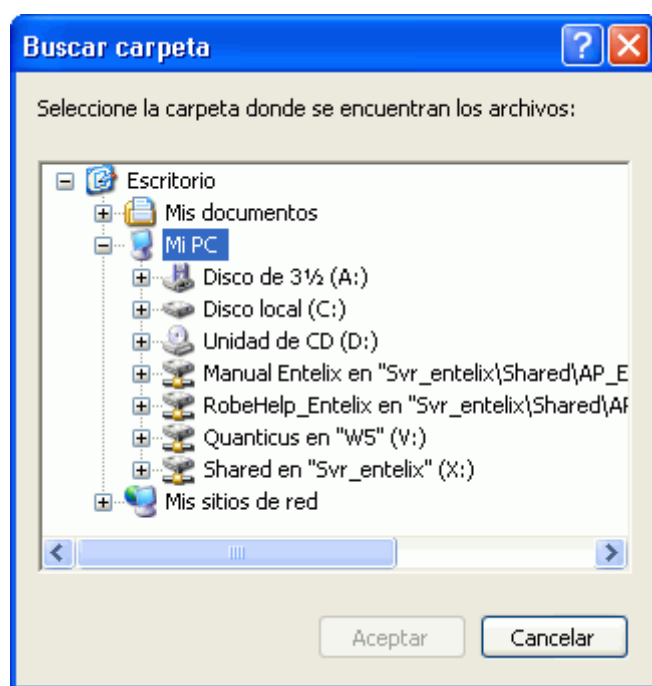 Buscar carpeta
Seleccione la carpeta donde se encuentran los archivos:
Escritorio
Mis documentos
Mi PC
Disco de 3½ (A:)
Disco local (C:)
Unidad de CD (D:)
Manual Entelix en "Svr_entelix\Shared\AP_E
RobeHelp_Entelix en "Svr_entelix\Shared\AF
Quanticus en "W5" (V:)
Shared en "Svr_entelix" (X:)
Mis sitios de red
Aceptar Cancelar